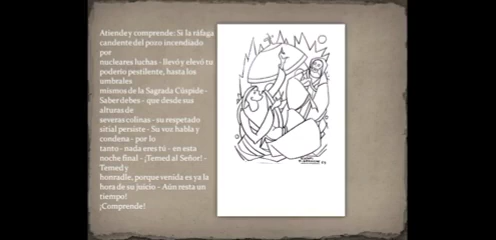 Atiende y comprende: Si la ráfaga
candente del pozo incendiado
por
nucleares luchas - llevó y elevó tu
poderío pestilente, hasta los
umbrales
mismos de la Sagrada Cúspide -
Saber debes - que desde sus
alturas de
severas colinas - su respetado
sitial persiste - Su voz habla y
condena - por lo
tanto - nada eres tú - en esta
noche final - ¡Temed al Señor! -
Temed y
honradle, porque venida es ya la
hora de su juicio - Aún resta un
tiempo!
¡Comprende!